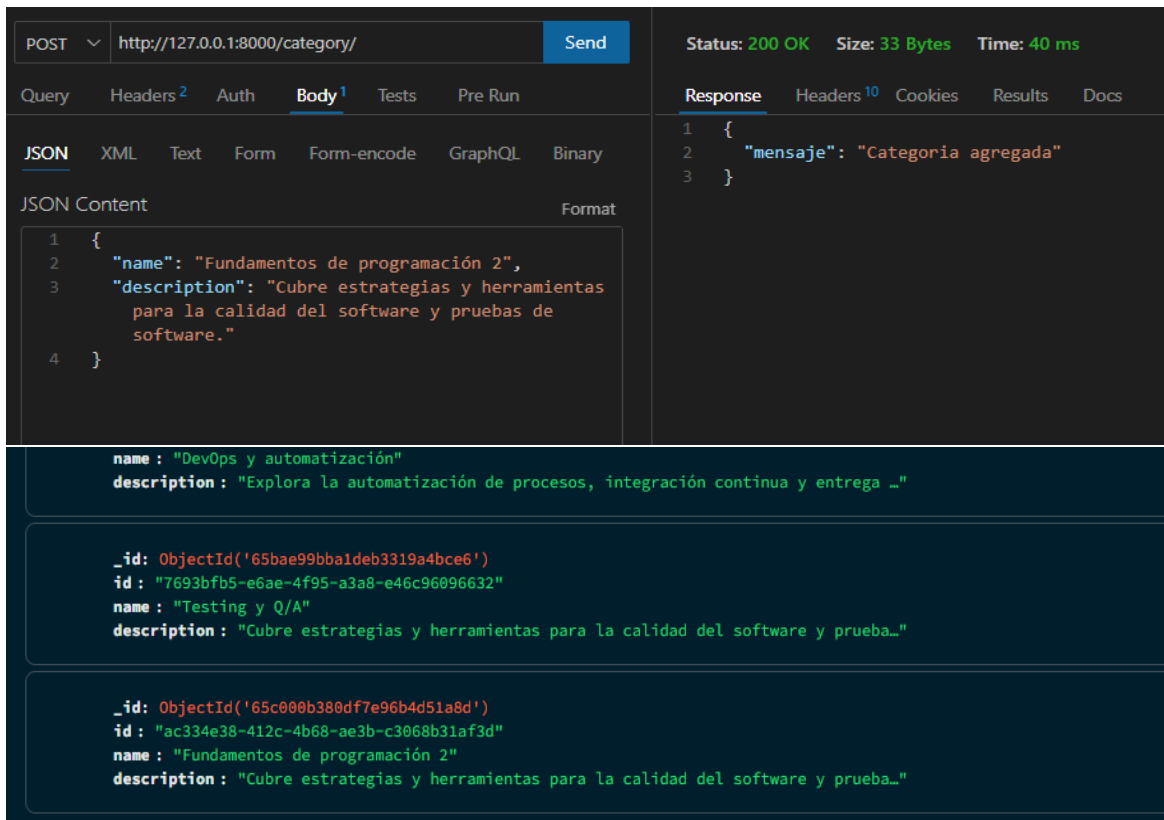 POST http://127.0.0.1:8000/category/ Send
Query Headers 2 Auth Body 1 Tests Pre Run
JSON XML Text Form Form-encode GraphQL Binary
JSON Content Format
1 {
2 "name": "Fundamentos de programación 2",
3 "description": "Cubre estrategias y herramientas
para la calidad del software y pruebas de
software."
4 }
Status: 200 OK Size: 33 Bytes Time: 40 ms
Response Headers 10 Cookies Results Docs
1 {
2 "mensaje": "Categoria agregada"
3 }
name : "DevOps y automatización"
description : "Explora la automatización de procesos, integración continua y entrega …"
_id: ObjectId('65bae99bba1deb3319a4bce6')
id : "7693bfb5-e6ae-4f95-a3a8-e46c96096632"
name : "Testing y Q/A"
description : "Cubre estrategias y herramientas para la calidad del software y prueba…"
_id: ObjectId('65c000b380df7e96b4d51a8d')
id : "ac334e38-412c-4b68-ae3b-c3068b31af3d"
name : "Fundamentos de programación 2"
description : "Cubre estrategias y herramientas para la calidad del software y prueba…"